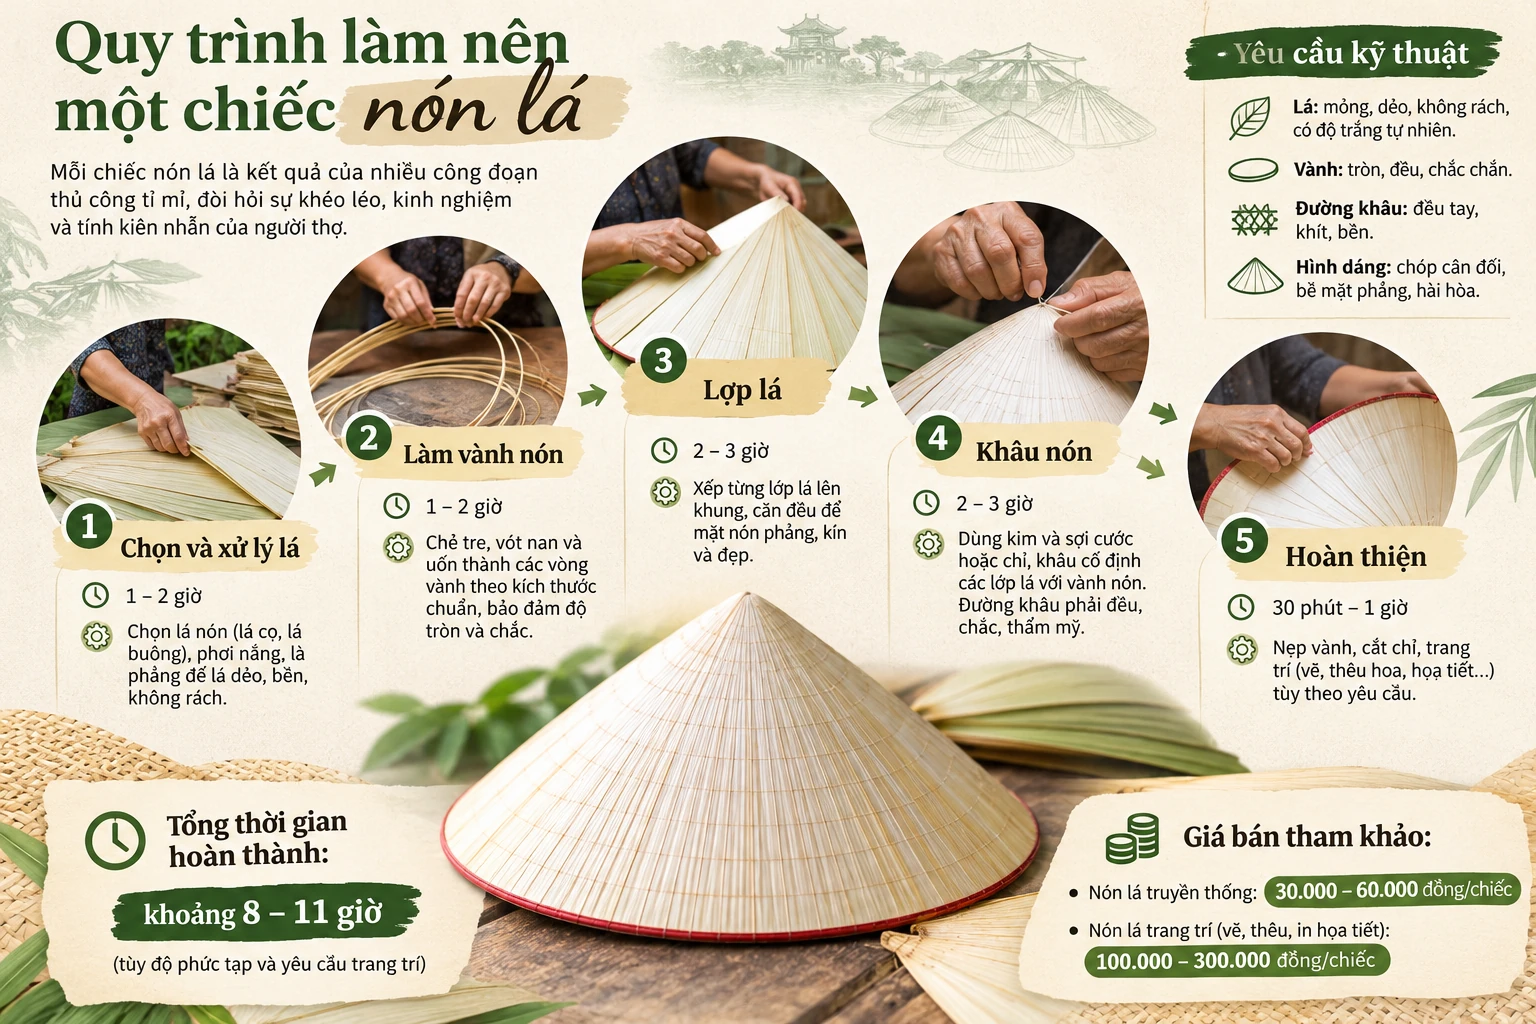 Quy trình làm nên
một chiếc nón lá
Mỗi chiếc nón lá là kết quả của nhiều công đoạn
thủ công tỉ mỉ, đòi hỏi sự khéo léo, kinh nghiệm
và tính kiên nhẫn của người thợ.
- Yêu cầu kỹ thuật
Lá: mỏng, dẻo, không rách,
có độ trắng tự nhiên.
Vành: tròn, đều, chắc chắn.
Đường khâu: đều tay,
khít, bền.
Hình dáng: chóp cân đối,
bề mặt phẳng, hài hòa.
1
Chọn và xử lý lá
1 – 2 giờ
Chọn lá nón (lá cọ, lá
buông), phơi nắng, là
phẳng để lá dẻo, bền,
không rách.
2
Làm vành nón
1 – 2 giờ
Chẻ tre, vót nan và
uốn thành các vòng
vành theo kích thước
chuẩn, bảo đảm độ
tròn và chắc.
3
Lợp lá
2 – 3 giờ
Xếp từng lớp lá lên
khung, căn đều để
mặt nón phẳng, kín
và đẹp.
4
Khâu nón
2 – 3 giờ
Dùng kim và sợi cước
hoặc chỉ, khâu cố định
các lớp lá với vành nón.
Đường khâu phải đều,
chắc, thẩm mỹ.
5
Hoàn thiện
30 phút – 1 giờ
Nẹp vành, cắt chỉ, trang
trí (vẽ, thêu hoa, họa tiết...)
tùy theo yêu cầu.
Tổng thời gian
hoàn thành:
khoảng 8 – 11 giờ
(tùy độ phức tạp và yêu cầu trang trí)
Giá bán tham khảo:
• Nón lá truyền thống: 30.000 – 60.000 đồng/chiếc
• Nón lá trang trí (vẽ, thêu, in họa tiết):
100.000 – 300.000 đồng/chiếc